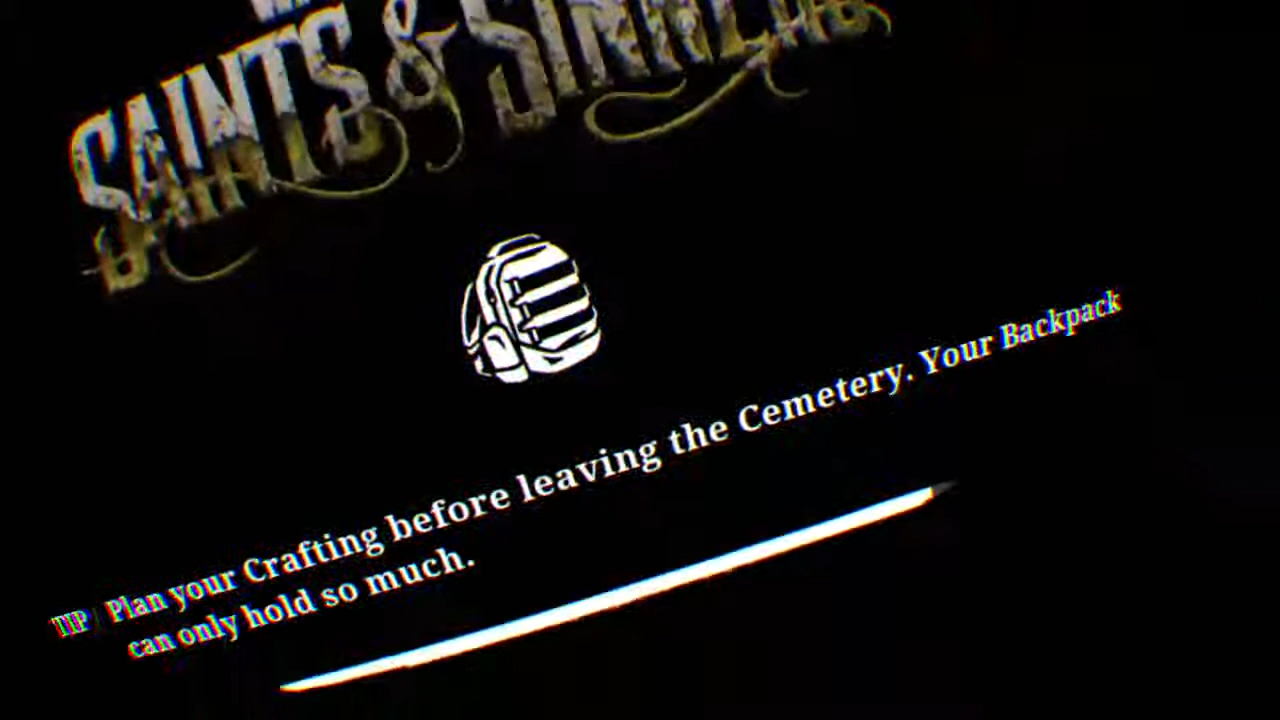 SAINTS & SINNERS
TIP | Plan your Crafting before leaving the Cemetery. Your Backpack
can only hold so much.